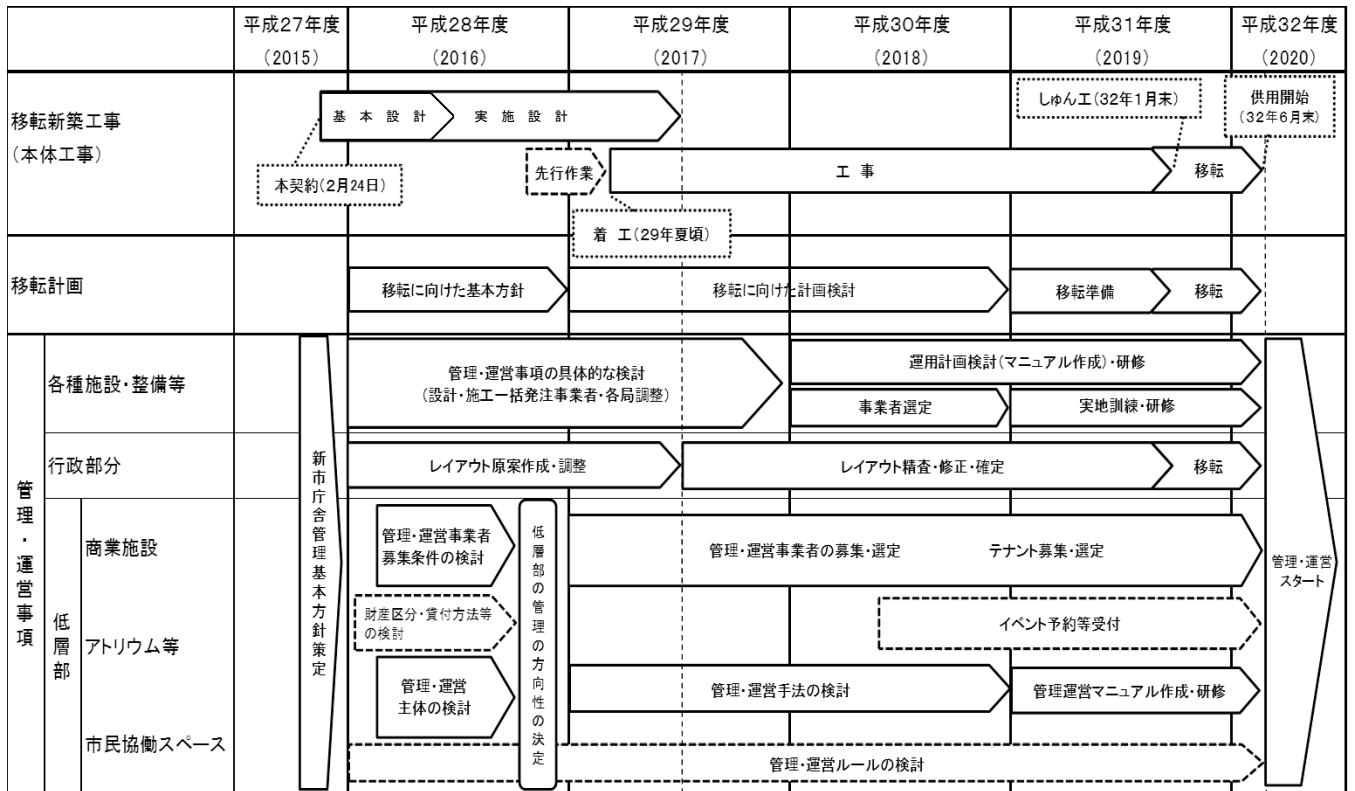 平成27年度
(2015)
平成28年度
(2016)
平成29年度
(2017)
平成30年度
(2018)
平成31年度
(2019)
平成32年度
(2020)
移転新築工事
(本体工事)
基本設計
実施設計
しゅん工(32年1月末)
供用開始
(32年6月末)
本契約(2月24日)
先行作業
工事
移転
着 工(29年夏頃)
移転計画
移転に向けた基本方針
移転に向けた計画検討
移転準備
移転
管理・運営事項
各種施設・整備等
新市庁舎管理基本方針策定
管理・運営事項の具体的な検討
(設計・施工一括発注事業者・各局調整)
運用計画検討(マニュアル作成)・研修
事業者選定
実地訓練・研修
行政部分
レイアウト原案作成・調整
レイアウト精査・修正・確定
移転
低層部
商業施設
管理・運営事業者
募集条件の検討
低層部の管理の方向性の決定
管理・運営事業者の募集・選定
テナント募集・選定
管理・運営
スタート
アトリウム等
財産区分・貸付方法等
の検討
イベント予約等受付
管理・運営
主体の検討
管理・運営手法の検討
管理運営マニュアル作成・研修
市民協働スペース
管理・運営ルールの検討